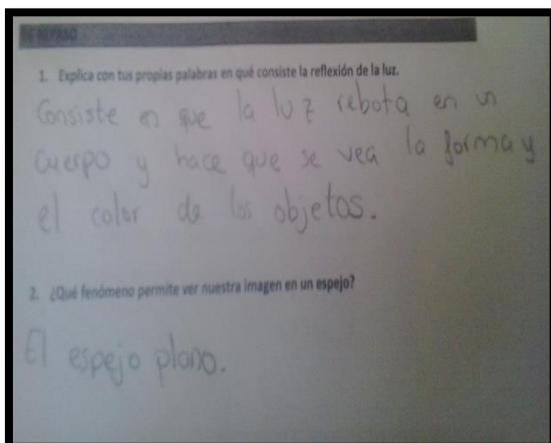 DE REPASO
1. Explica con tus propias palabras en qué consiste la reflexión de la luz.
Consiste en que la luz rebota en un
cuerpo y hace que se vea la forma y
el color de los objetos.
2. ¿Qué fenómeno permite ver nuestra imagen en un espejo?
El espejo plano.